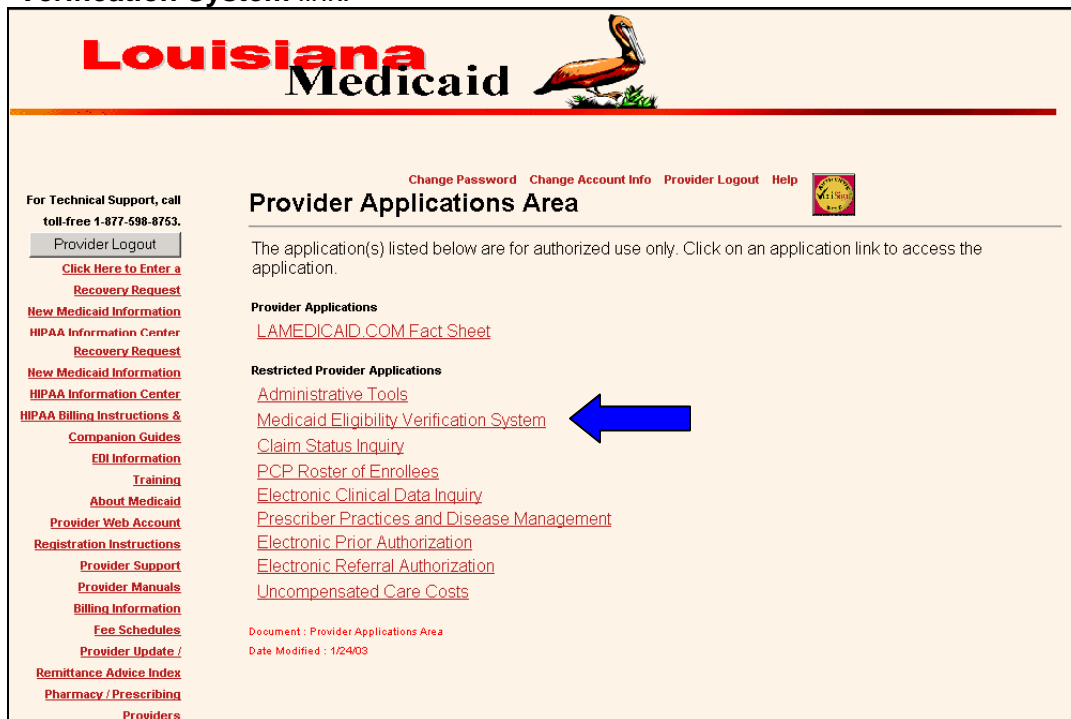 Louisiana
Medicaid
Change Password Change Account Info Provider Logout Help
For Technical Support, call
toll-free 1-877-598-8753.
Provider Logout
Click Here to Enter a
Recovery Request
New Medicaid Information
HIPAA Information Center
Recovery Request
New Medicaid Information
HIPAA Information Center
HIPAA Billing Instructions &
Companion Guides
EDI Information
Training
About Medicaid
Provider Web Account
Registration Instructions
Provider Support
Provider Manuals
Billing Information
Fee Schedules
Provider Update /
Remittance Advice Index
Pharmacy / Prescribing
Providers
Provider Applications Area
The application(s) listed below are for authorized use only. Click on an application link to access the
application.
Provider Applications
LAMEDICAID.COM Fact Sheet
Restricted Provider Applications
Administrative Tools
Medicaid Eligibility Verification System
Claim Status Inquiry
PCP Roster of Enrollees
Electronic Clinical Data Inquiry
Prescriber Practices and Disease Management
Electronic Prior Authorization
Electronic Referral Authorization
Uncompensated Care Costs
Document : Provider Applications Area
Date Modified : 1/24/03